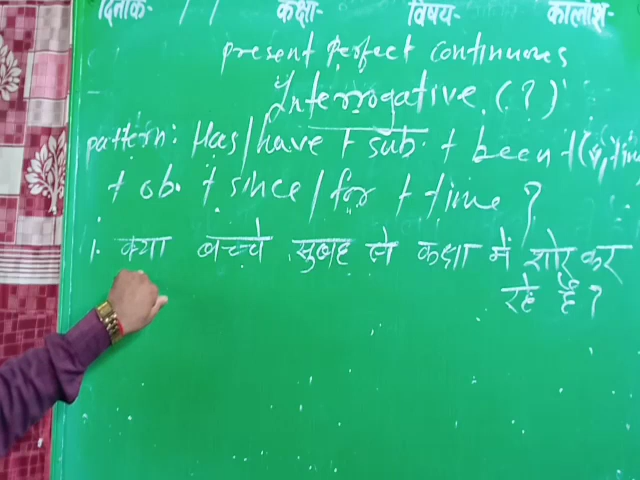 दिनांक- / / कक्षा- विषय- कालांश-
present perfect continuous
Interrogative (?)
pattern: Has/have + sub. + been +(v
+ ob. + since/for + time ?
1. क्या बच्चे सुबह से कक्षा में शोर कर
रहे हैं ?